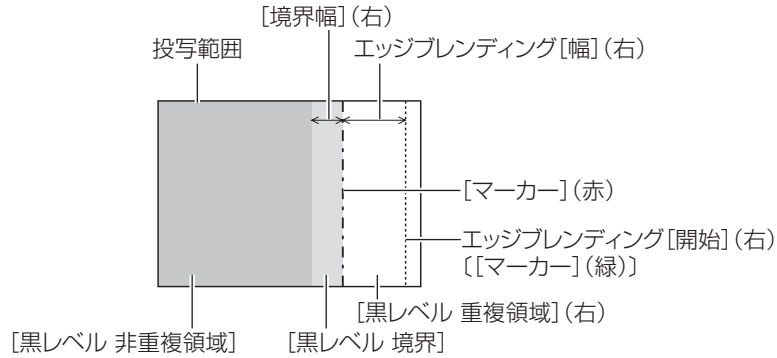 ［境界幅］（右）
投写範囲
エッジブレンディング［幅］（右）
［マーカー］（赤）
エッジブレンディング［開始］（右）
〔［マーカー］（緑）〕
［黒レベル 重複領域］（右）
［黒レベル 非重複領域］
［黒レベル 境界］